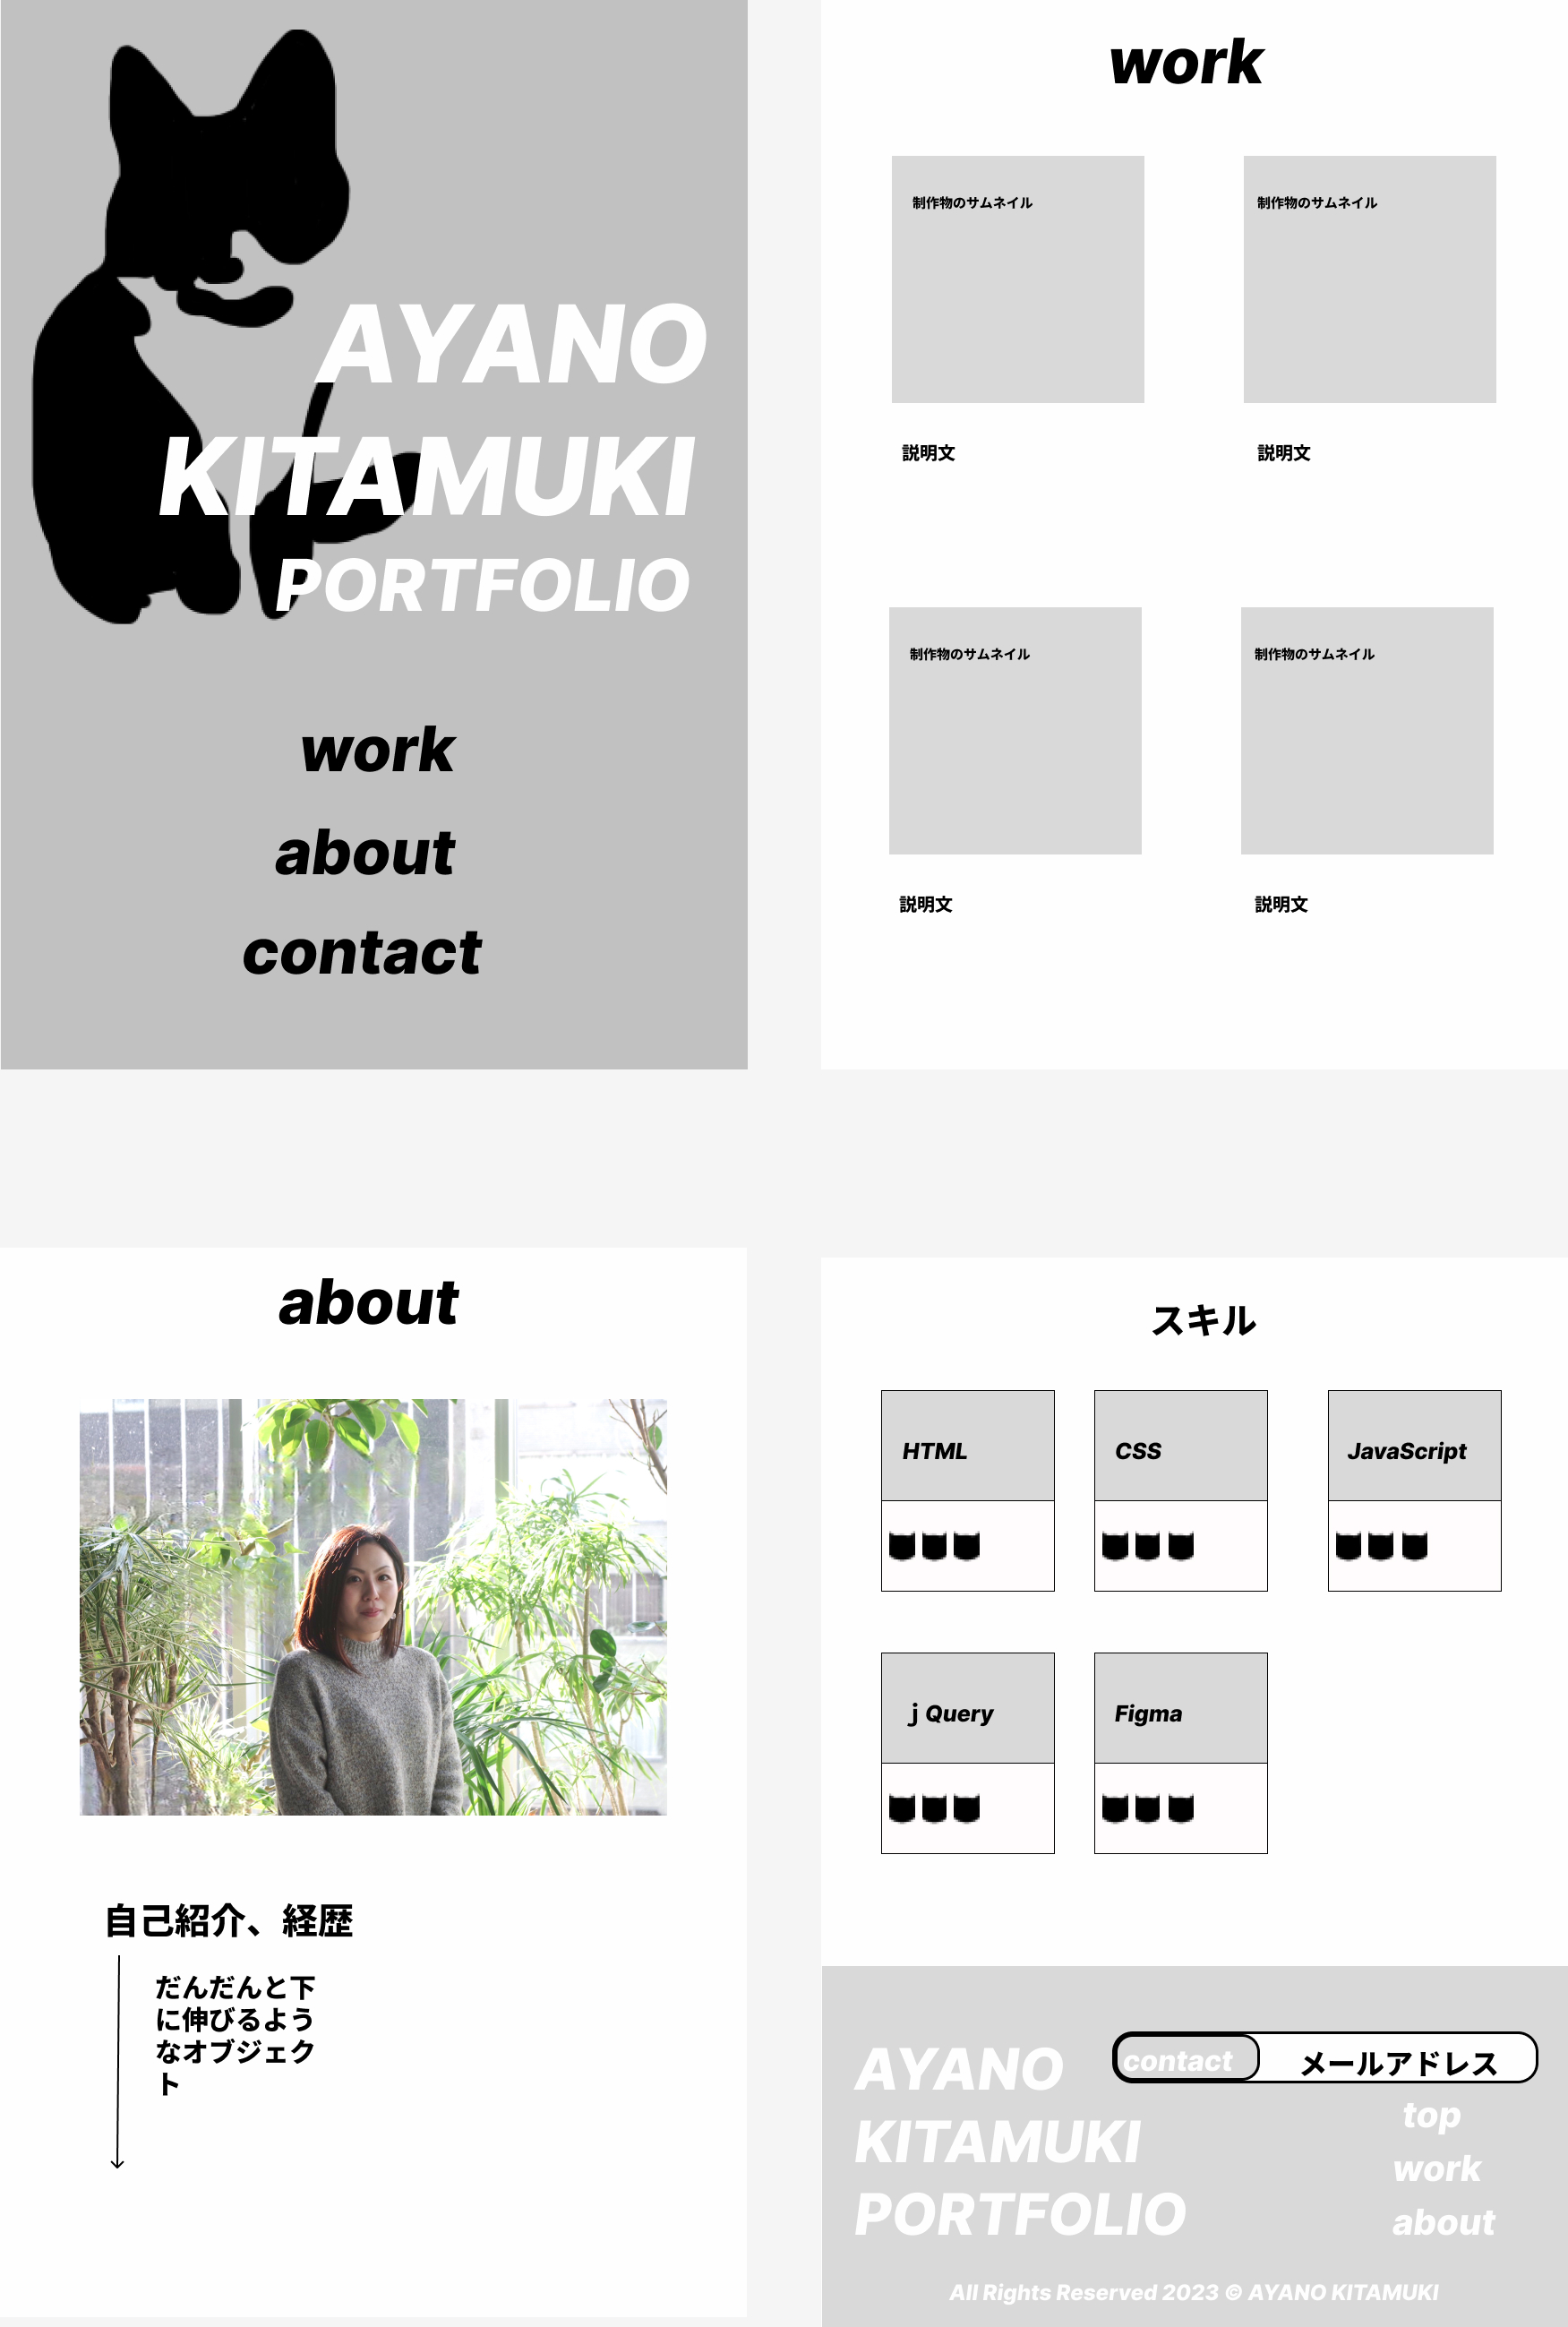 AYANO
KITAMUKI
PORTFOLIO
work
about
contact
work
制作物のサムネイル
制作物のサムネイル
説明文
説明文
制作物のサムネイル
制作物のサムネイル
説明文
説明文
about
自己紹介、経歴
だんだんと下
に伸びるよう
なオブジェク
ト
スキル
HTML
CSS
JavaScript
ｊQuery
Figma
AYANO
KITAMUKI
PORTFOLIO
contact
メールアドレス
top
work
about
All Rights Reserved 2023 © AYANO KITAMUKI